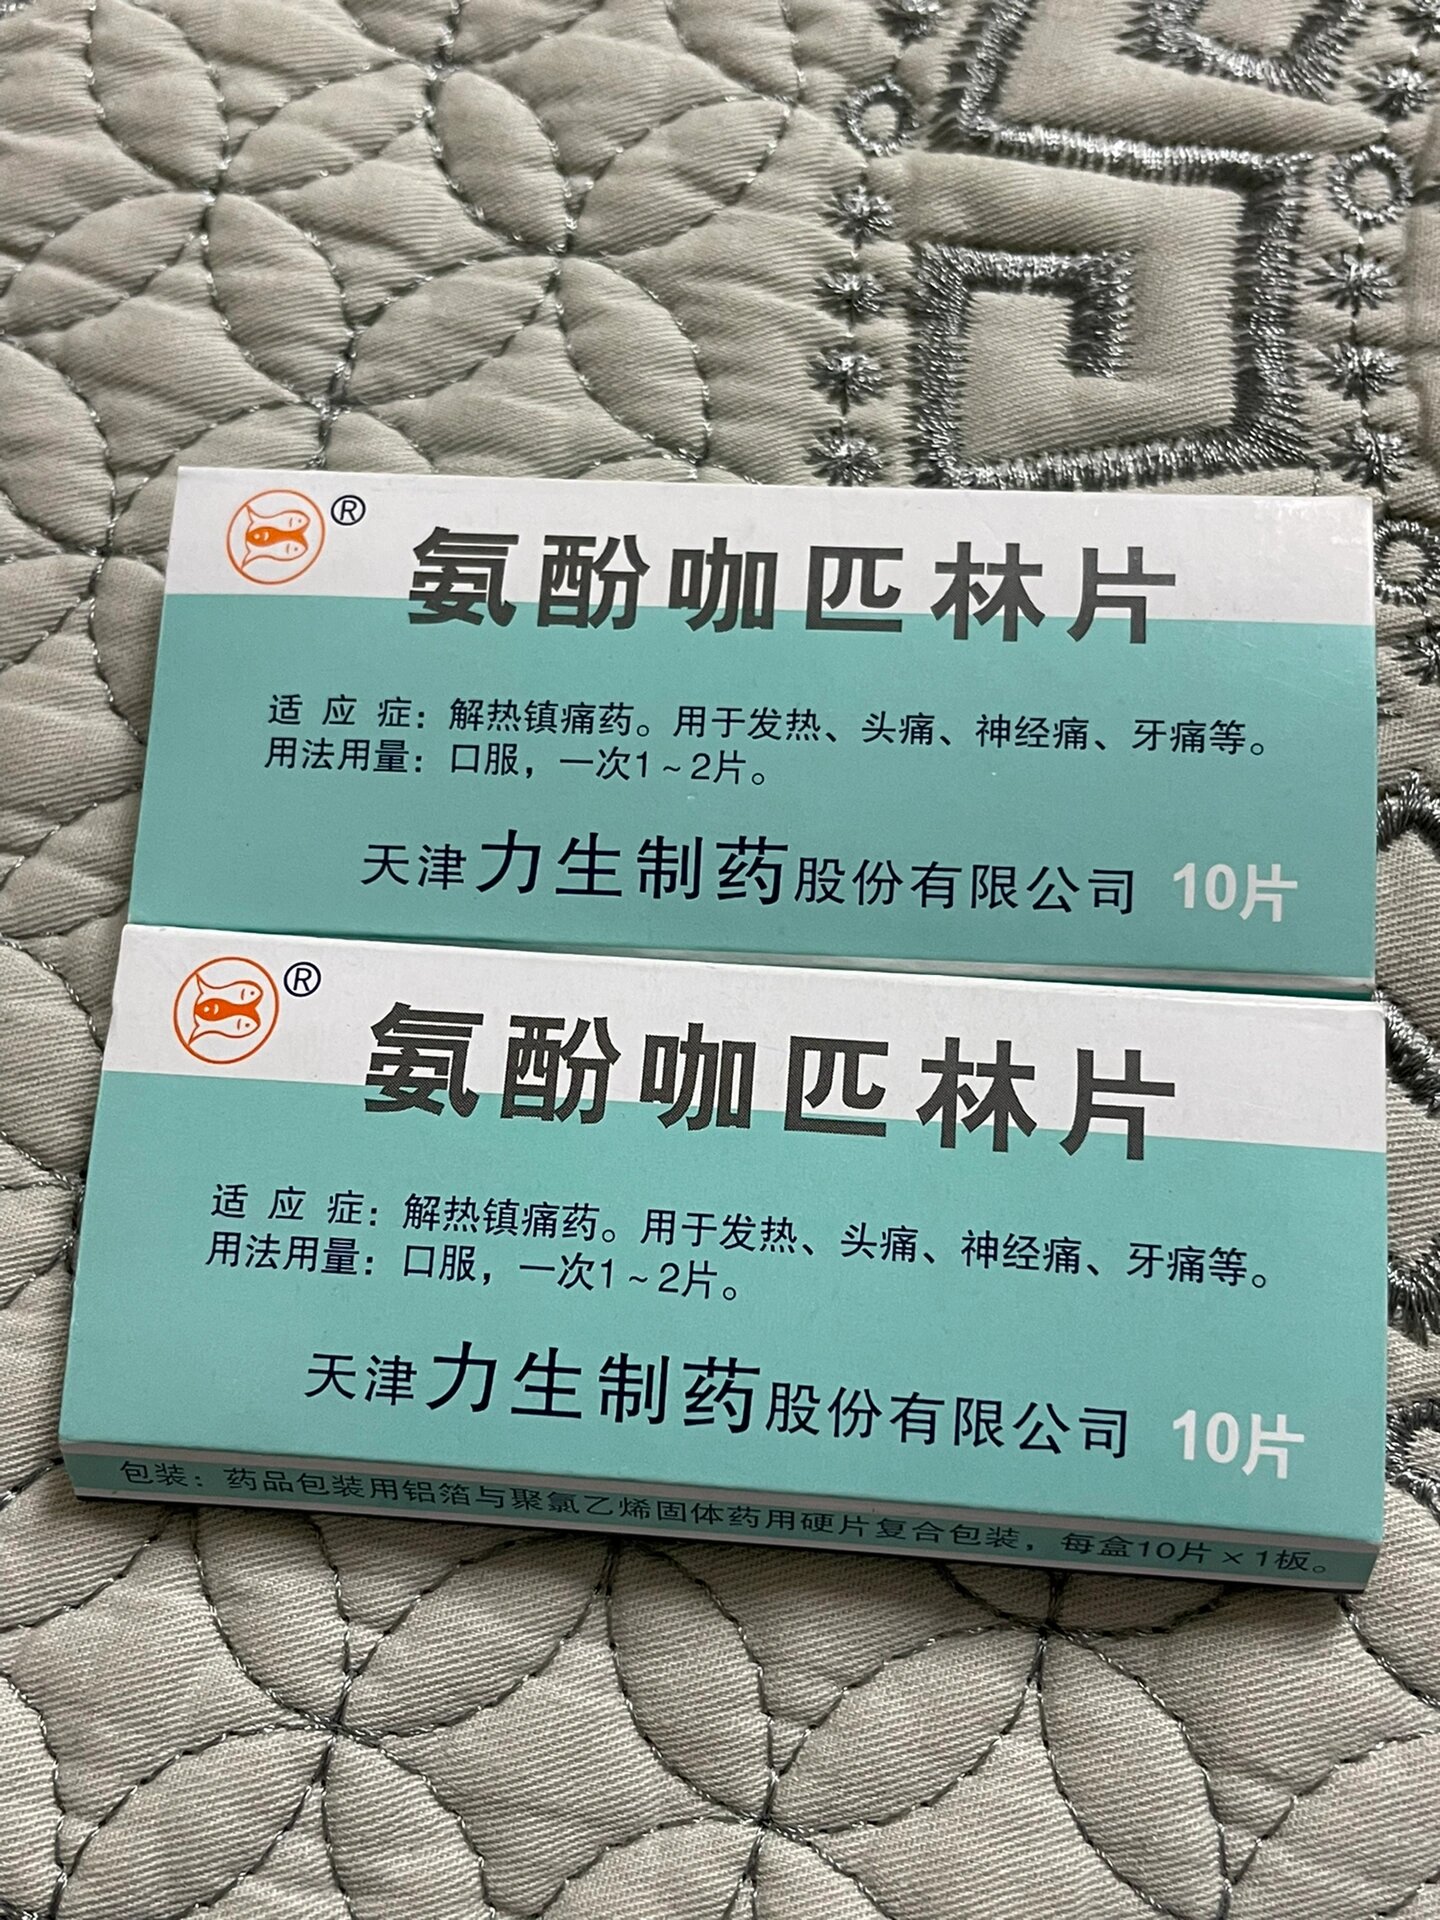 ®
氨酚咖匹林片
适应症：解热镇痛药。用于发热、头痛、神经痛、牙痛等。
用法用量：口服，一次1~2片。
天津力生制药股份有限公司 10片
®
氨酚咖匹林片
适应症：解热镇痛药。用于发热、头痛、神经痛、牙痛等。
用法用量：口服，一次1~2片。
天津力生制药股份有限公司 10片
包装：药品包装用铝箔与聚氯乙烯固体药用硬片复合包装，每盒10片×1板。